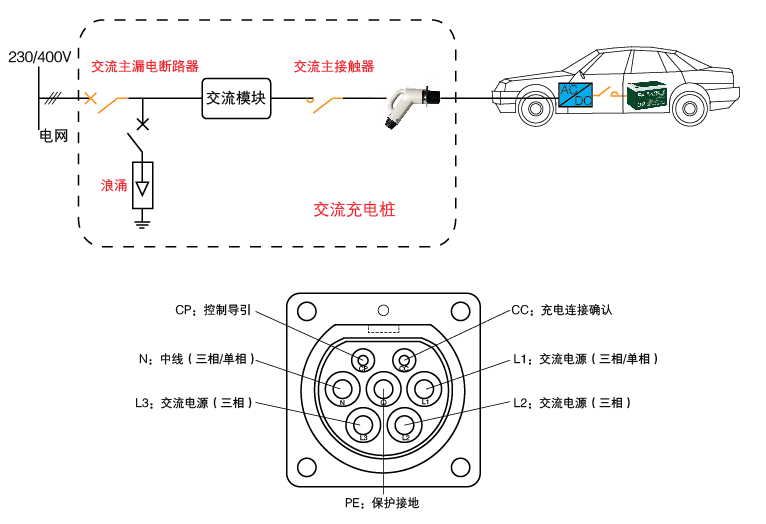 230/400V
交流主漏电断路器
交流主接触器
交流模块
AC
DC
电网
浪涌
交流充电桩
CP：控制导引
CC：充电连接确认
CP
CC
N：中线（三相/单相）
L1：交流电源（三相/单相）
N
L1
L3：交流电源（三相）
L2：交流电源（三相）
L3
L2
PE：保护接地